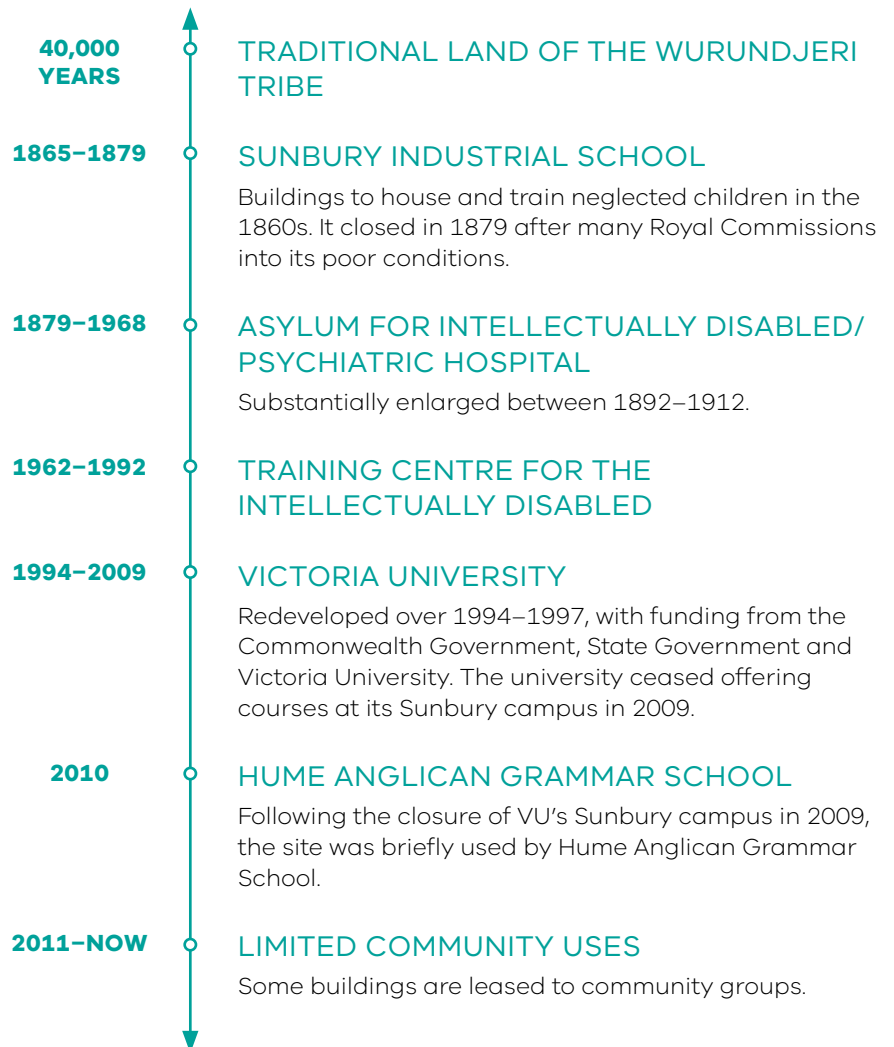 40,000
YEARS
TRADITIONAL LAND OF THE WURUNDJERI
TRIBE
1865–1879
SUNBURY INDUSTRIAL SCHOOL
Buildings to house and train neglected children in the
1860s. It closed in 1879 after many Royal Commissions
into its poor conditions.
1879–1968
ASYLUM FOR INTELLECTUALLY DISABLED/
PSYCHIATRIC HOSPITAL
Substantially enlarged between 1892–1912.
1962–1992
TRAINING CENTRE FOR THE
INTELLECTUALLY DISABLED
1994–2009
VICTORIA UNIVERSITY
Redeveloped over 1994–1997, with funding from the
Commonwealth Government, State Government and
Victoria University. The university ceased offering
courses at its Sunbury campus in 2009.
2010
HUME ANGLICAN GRAMMAR SCHOOL
Following the closure of VU’s Sunbury campus in 2009,
the site was briefly used by Hume Anglican Grammar
School.
2011–NOW
LIMITED COMMUNITY USES
Some buildings are leased to community groups.